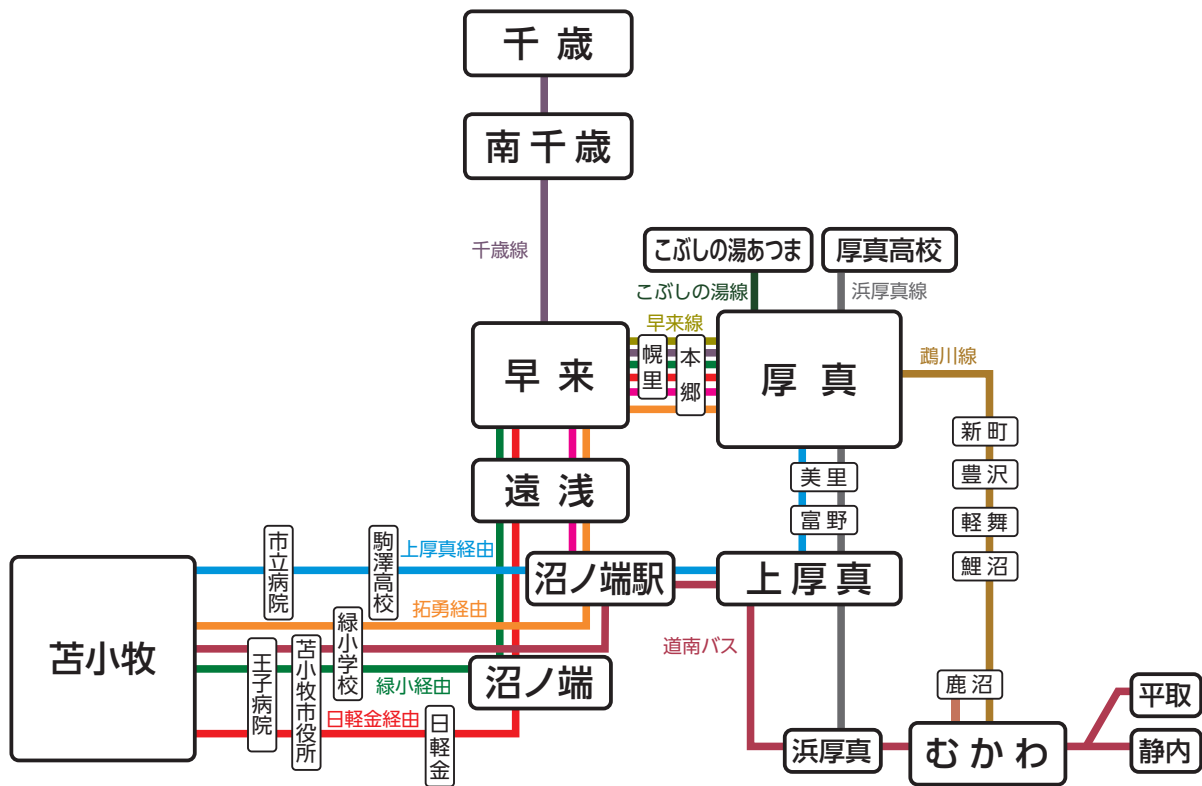 千歳
南千歳
千歳線
こぶしの湯あつま
厚真高校
こぶしの湯線
浜厚真線
早来線
早来
幌里
本郷
厚真
鵡川線
新町
豊沢
軽舞
鯉沼
美里
富野
遠浅
市立病院
駒澤高校
上厚真経由
沼ノ端駅
上厚真
拓勇経由
緑小学校
苫小牧
王子病院
苫小牧市役所
緑小経由
沼ノ端
道南バス
日軽金経由
日軽金
鹿沼
浜厚真
むかわ
平取
静内